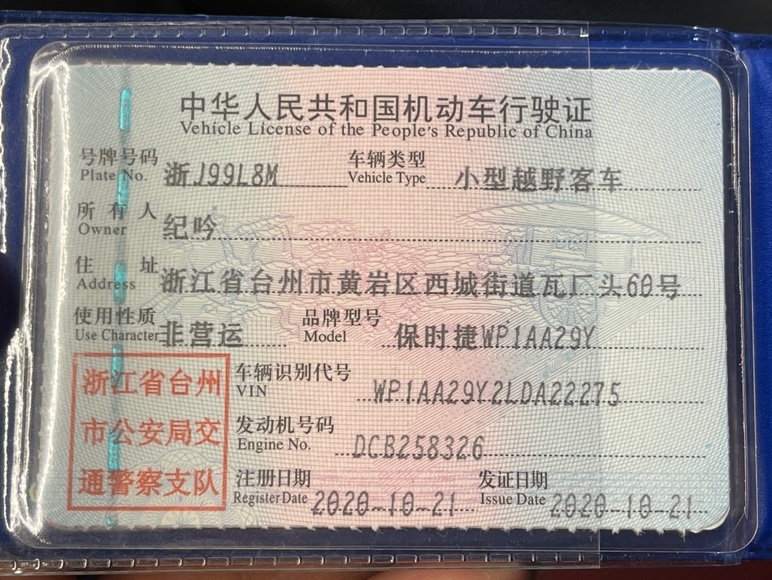 中华人民共和国机动车行驶证
Vehicle License of the People's Republic of China
号牌号码 浙J99L8M 车辆类型 小型越野客车
Plate No. Vehicle Type
所有人 纪吟
Owner
住址 浙江省台州市黄岩区西城街道瓦厂头60号
Address
使用性质 非营运 品牌型号 保时捷WP1AA29Y
Use Character Model
浙江省台州 车辆识别代号 WP1AA29Y2LDA22275
VIN
市公安局交 发动机号码 DCB258326
Engine No.
通警察支队 注册日期 2020-10-21 发证日期 2020-10-21
Register Date Issue Date